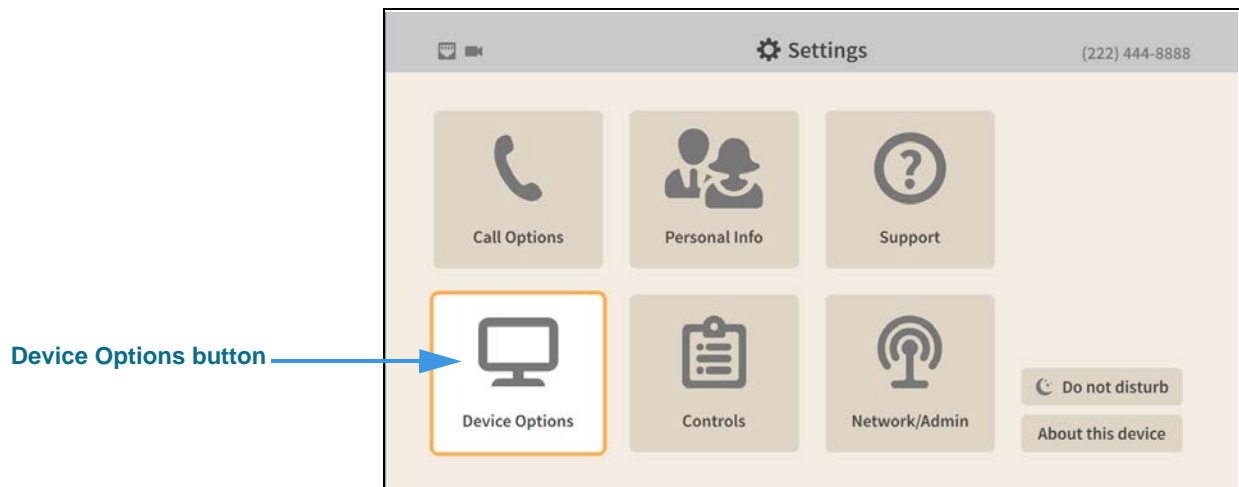 Settings
(222) 444-8888
Call Options
Personal Info
Support
Device Options button
Device Options
Controls
Network/Admin
Do not disturb
About this device